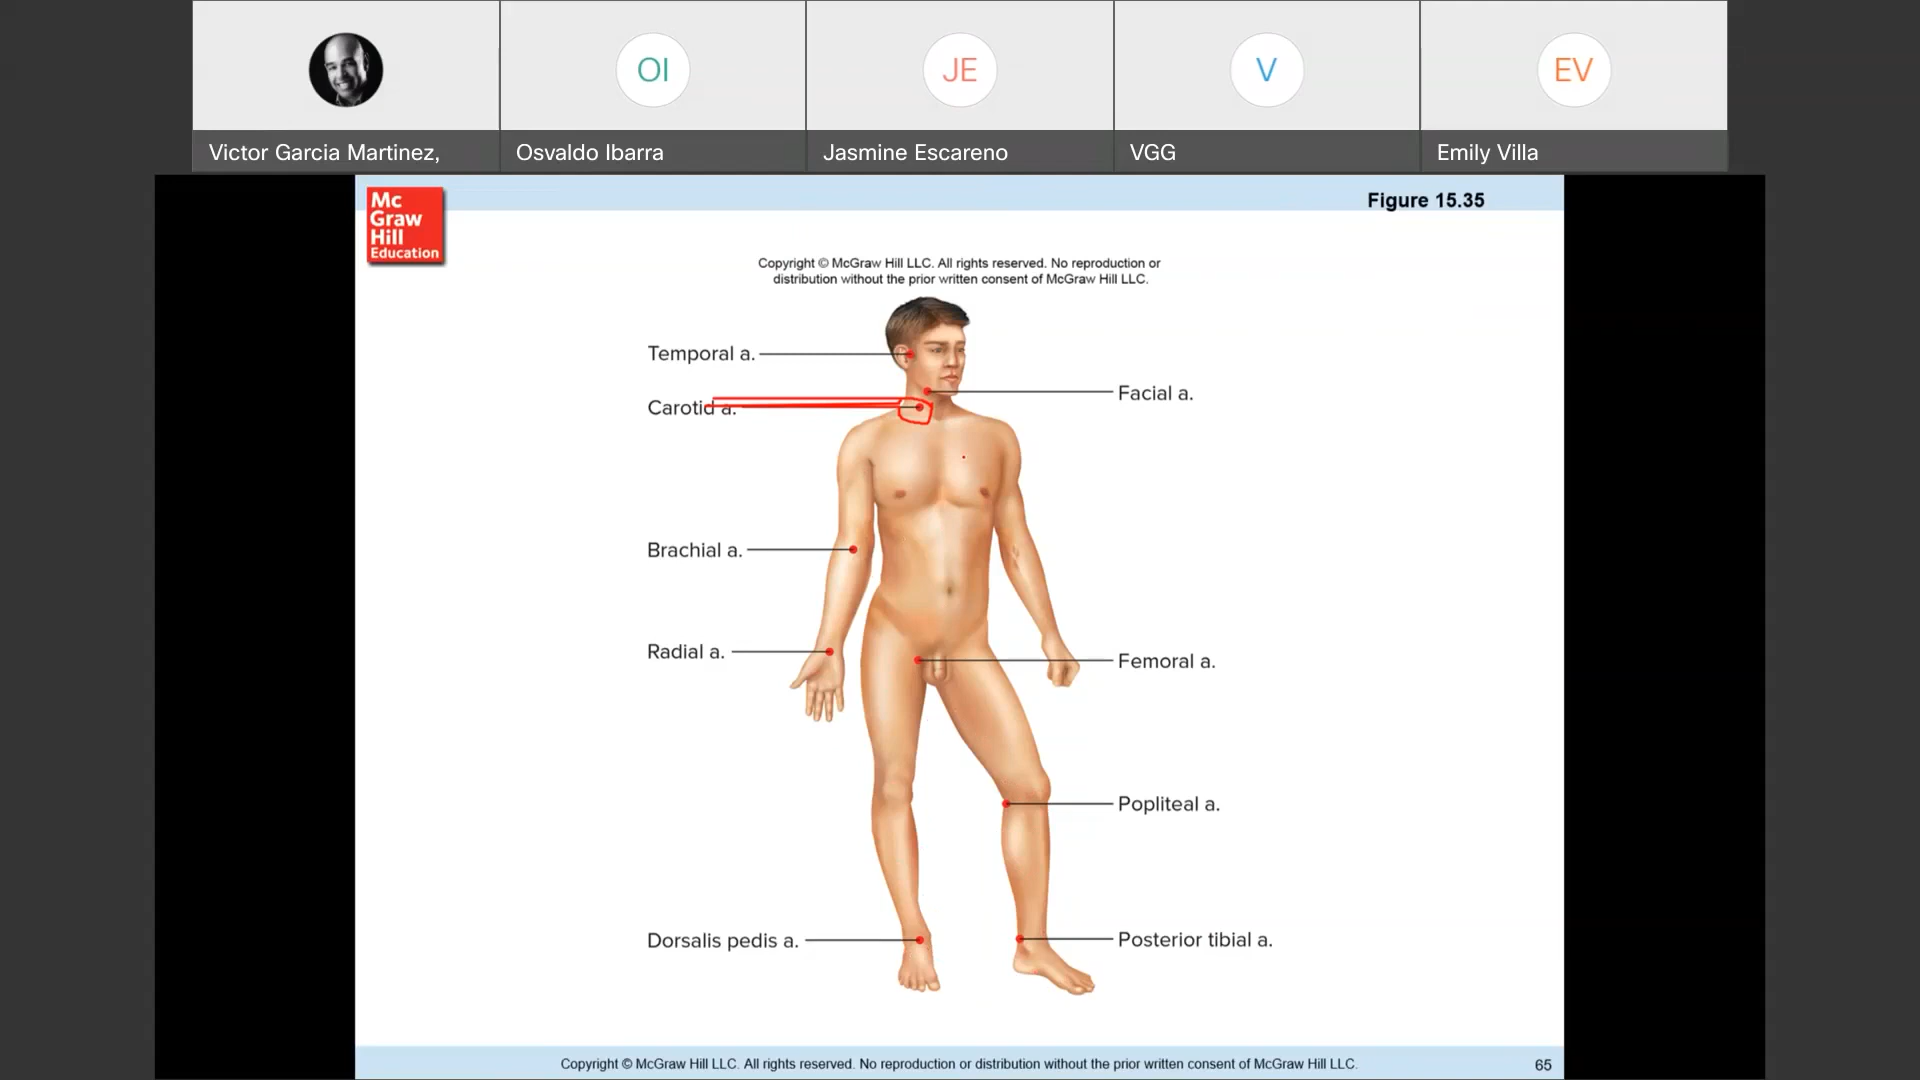 OI
JE
V
EV
Victor Garcia Martinez,
Osvaldo Ibarra
Jasmine Escareno
VGG
Emily Villa
Mc
Graw
Hill
Education
Figure 15.35
Copyright © McGraw Hill LLC. All rights reserved. No reproduction or
distribution without the prior written consent of McGraw Hill LLC.
Temporal a.
Facial a.
Carotid a.
Brachial a.
Radial a.
Femoral a.
Popliteal a.
Dorsalis pedis a.
Posterior tibial a.
Copyright © McGraw Hill LLC. All rights reserved. No reproduction or distribution without the prior written consent of McGraw Hill LLC.
65